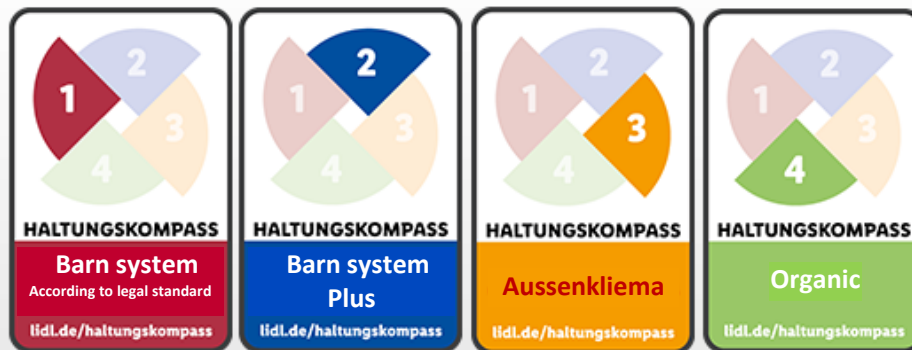 1 2 3 4
HALTUNGSKOMPASS
Barn system
According to legal standard
lidl.de/haltungskompass
1 2 3 4
HALTUNGSKOMPASS
Barn system
Plus
lidl.de/haltungskompass
1 2 3 4
HALTUNGSKOMPASS
Aussenkliema
lidl.de/haltungskompass
1 2 3 4
HALTUNGSKOMPASS
Organic
lidl.de/haltungskompass